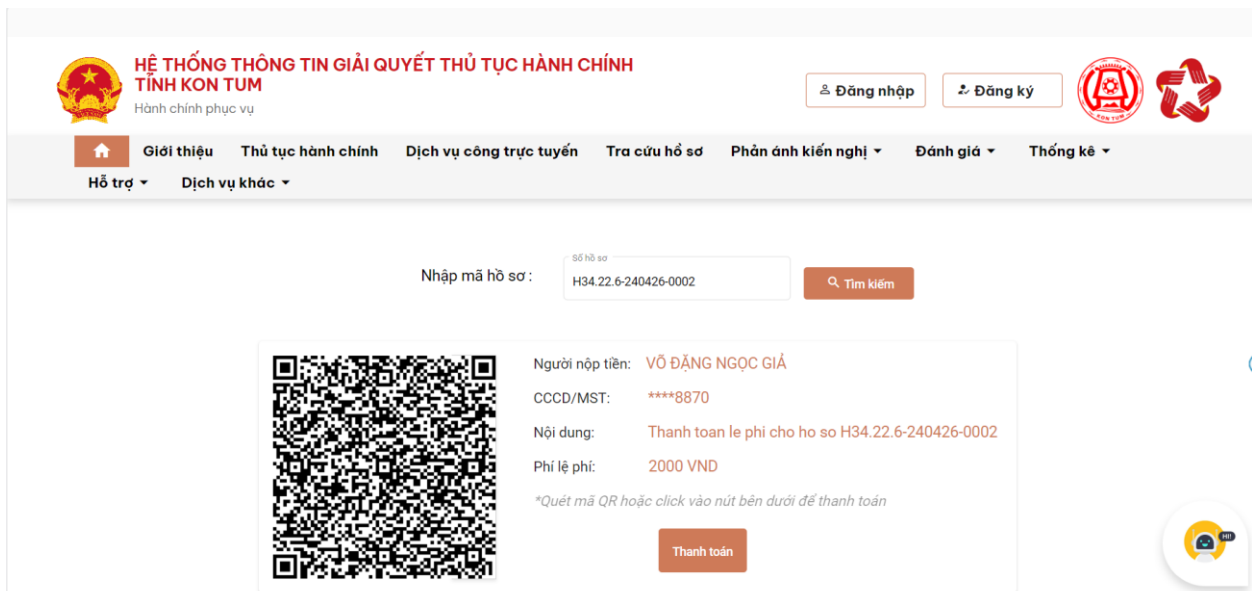 HỆ THỐNG THÔNG TIN GIẢI QUYẾT THỦ TỤC HÀNH CHÍNH
TỈNH KON TUM
Hành chính phục vụ
Đăng nhập
Đăng ký
KON TUM
Giới thiệu Thủ tục hành chính Dịch vụ công trực tuyến Tra cứu hồ sơ Phản ánh kiến nghị Đánh giá Thống kê
Hỗ trợ Dịch vụ khác
Nhập mã hồ sơ :
Số hồ sơ
H34.22.6-240426-0002
Tìm kiếm
Người nộp tiền: VÕ ĐẶNG NGỌC GIẢ
CCCD/MST: ****8870
Nội dung: Thanh toan le phi cho ho so H34.22.6-240426-0002
Phí lệ phí: 2000 VND
*Quét mã QR hoặc click vào nút bên dưới để thanh toán
Thanh toán
HI!